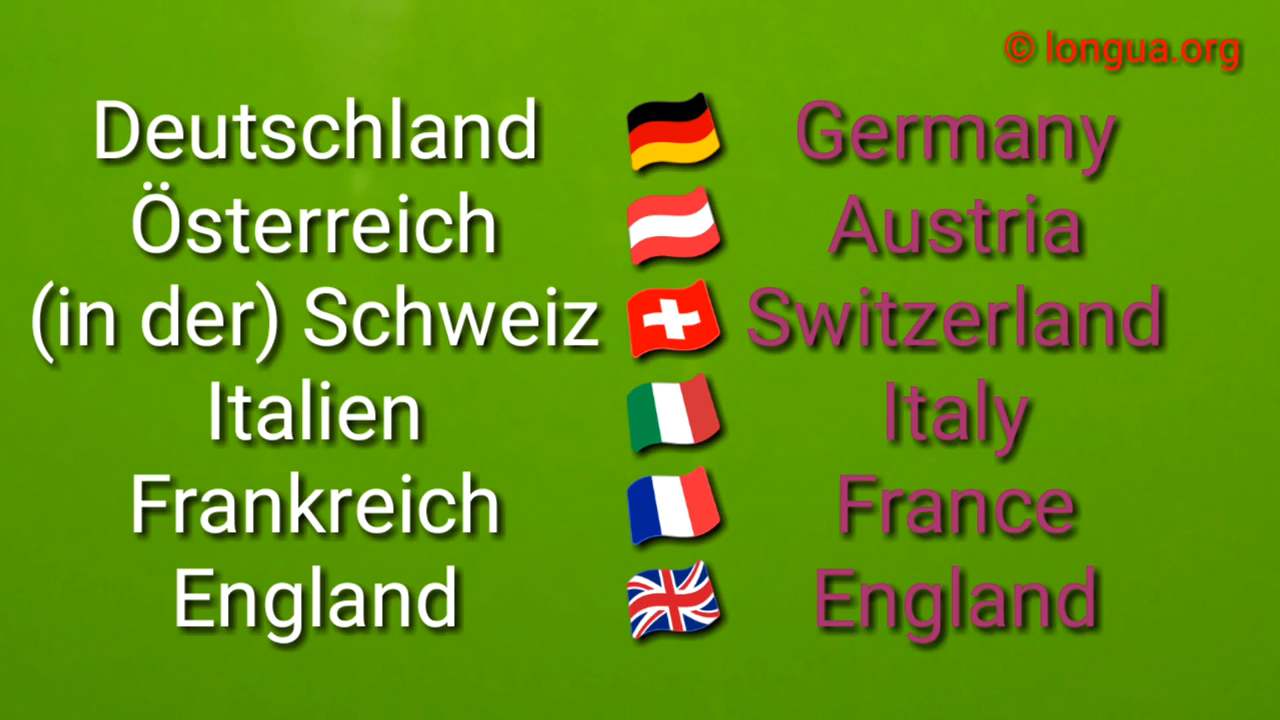 © longua.org
Deutschland 🇩🇪 Germany
Österreich 🇦🇹 Austria
(in der) Schweiz 🇨🇭 Switzerland
Italien 🇮🇹 Italy
Frankreich 🇫🇷 France
England 🇬🇧 England